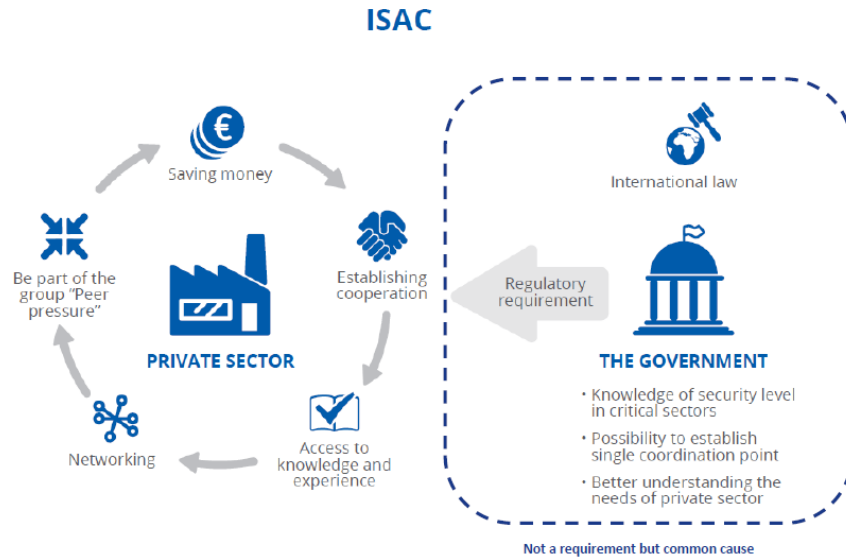 ISAC
€
Saving money
Be part of the
group "Peer
pressure"
Establishing
cooperation
PRIVATE SECTOR
Networking
Access to
knowledge and
experience
International law
Regulatory
requirement
THE GOVERNMENT
· Knowledge of security level
in critical sectors
· Possibility to establish
single coordination point
· Better understanding the
needs of private sector
Not a requirement but common cause